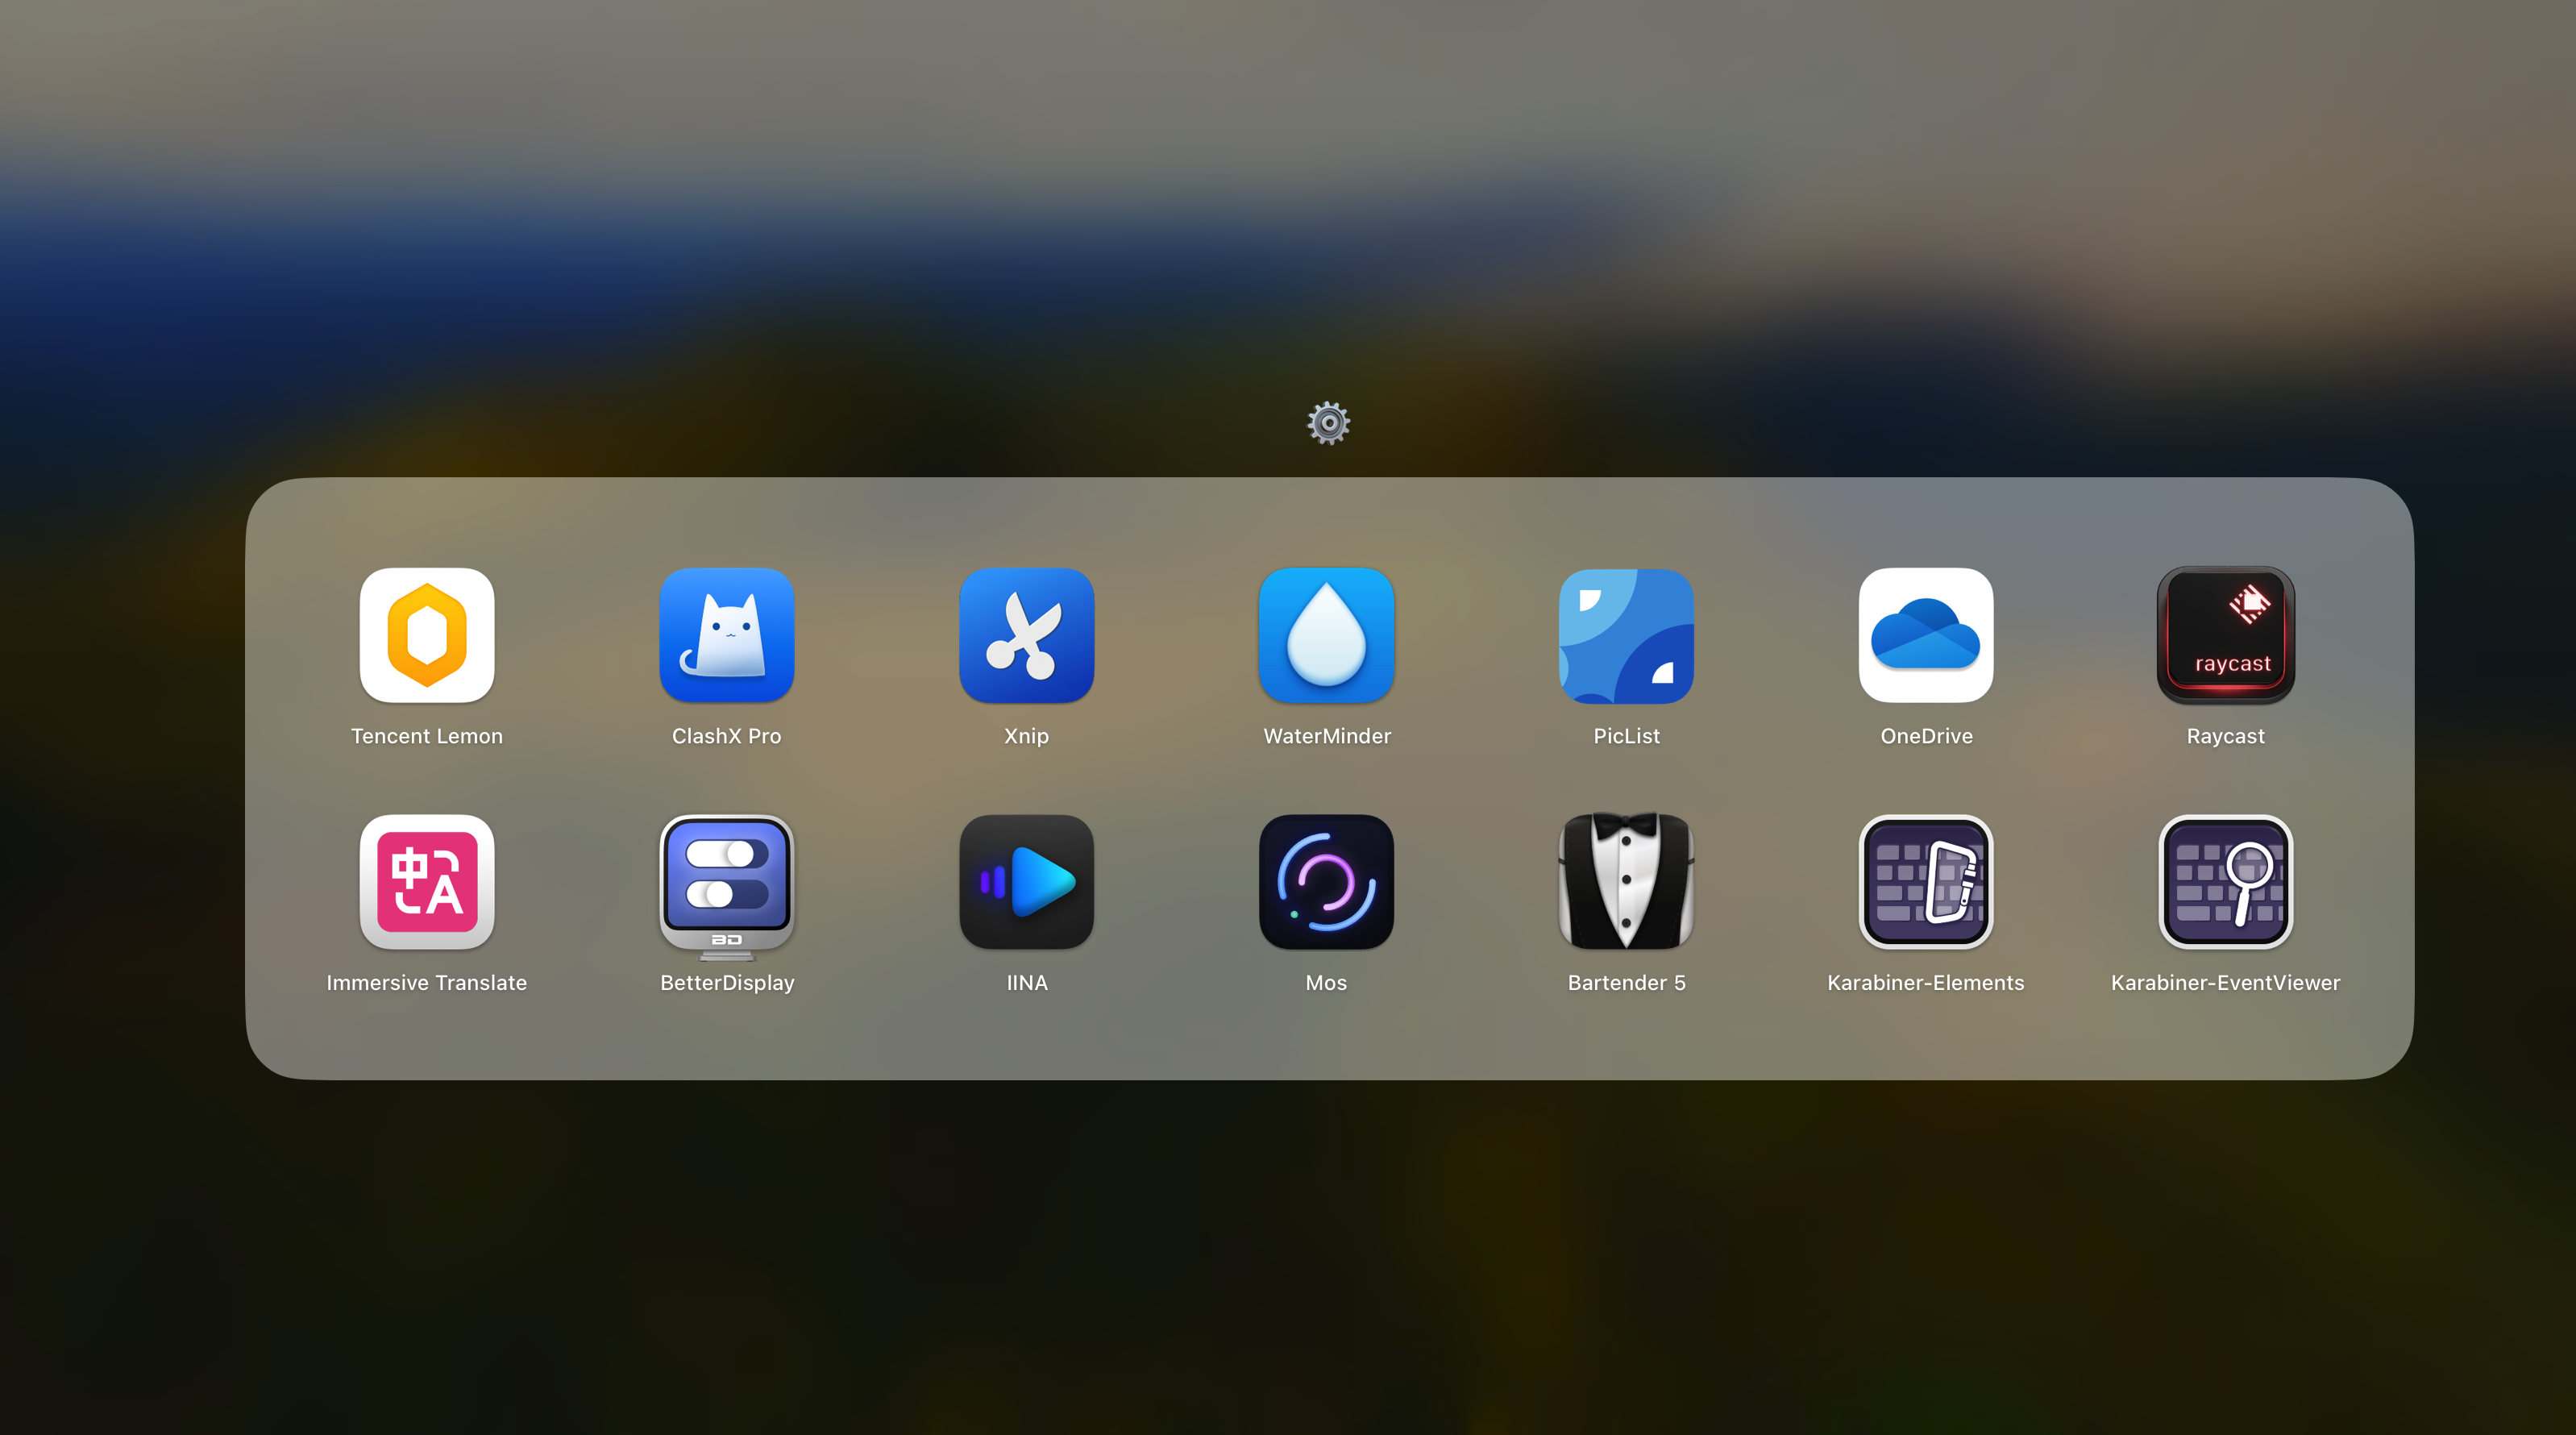 raycast
Tencent Lemon
ClashX Pro
Xnip
WaterMinder
PicList
OneDrive
Raycast
中A
BD
Immersive Translate
BetterDisplay
IINA
Mos
Bartender 5
Karabiner-Elements
Karabiner-EventViewer